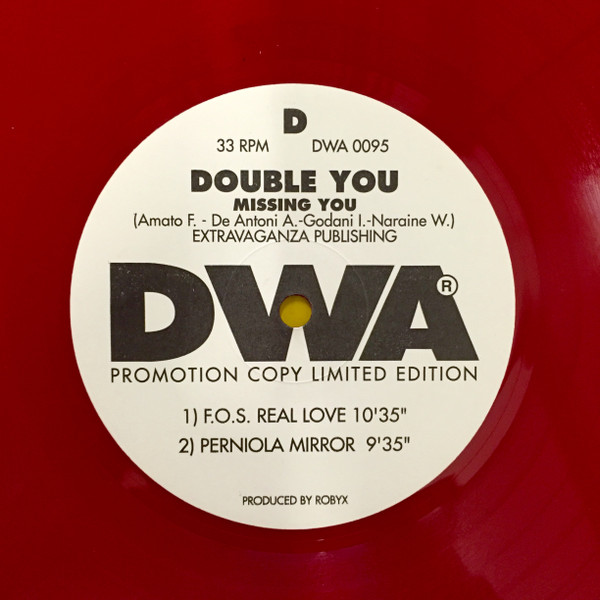 D
33 RPM DWA 0095
DOUBLE YOU
MISSING YOU
(Amato F. - De Antoni A.-Godani I.-Naraine W.)
EXTRAVAGANZA PUBLISHING
DWA®
PROMOTION COPY LIMITED EDITION
1) F.O.S. REAL LOVE 10'35"
2) PERNIOLA MIRROR 9'35"
PRODUCED BY ROBYX